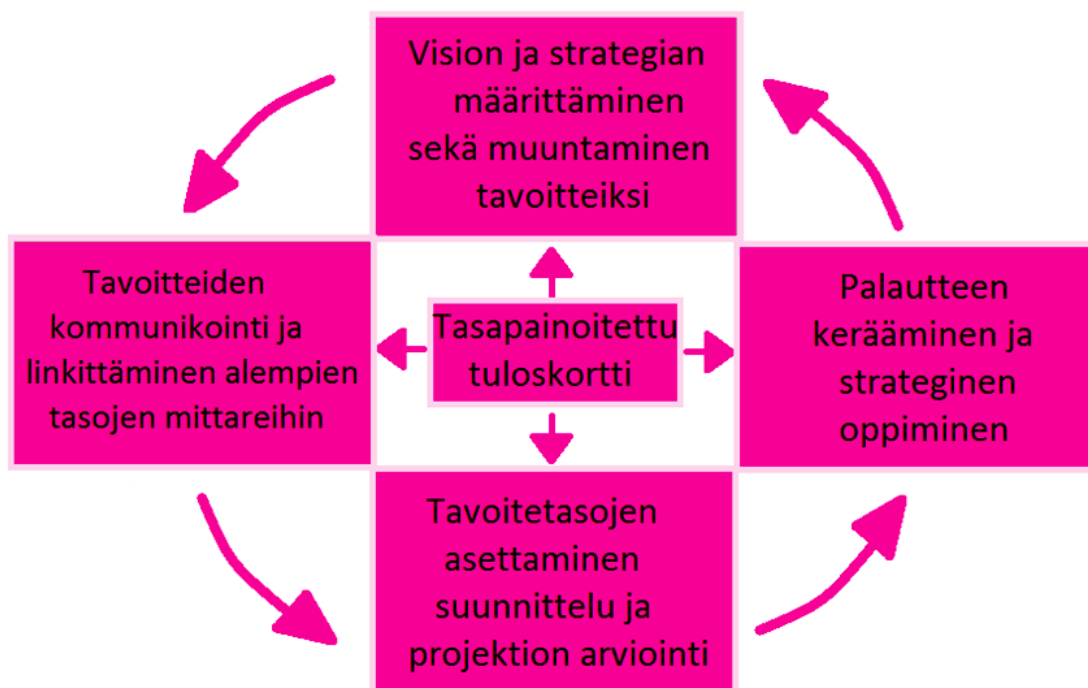 Vision ja strategian
määrittäminen
sekä muuntaminen
tavoitteiksi
Tavoitteiden
kommunikointi ja
linkittäminen alempien
tasojen mittareihin
Tasapainoitettu
tuloskortti
Palautteen
kerääminen ja
strateginen
oppiminen
Tavoitetasojen
asettaminen
suunnittelu ja
projektion arviointi